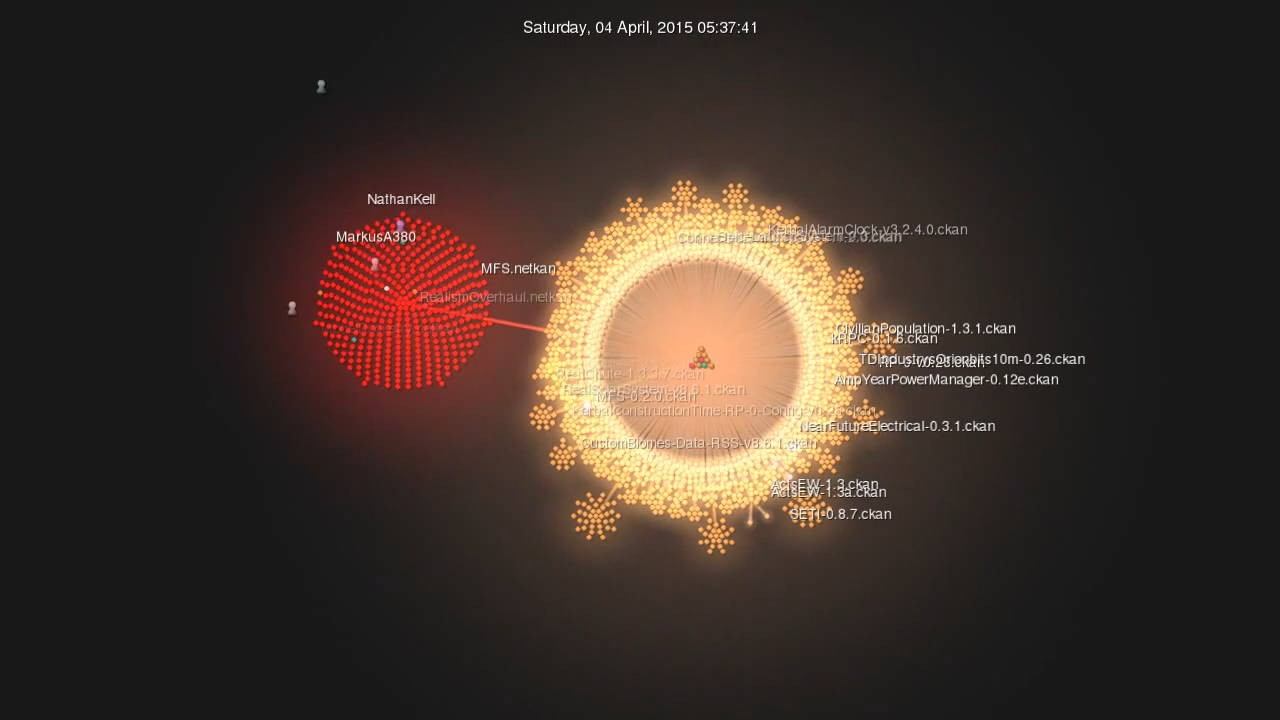 Saturday, 04 April, 2015 05:37:41
NathanKell
MarkusA380
KerbalAlarmClock-v3.2.4.0.ckan
MFS.netkan
RealismOverhaul.netkan
CivilianPopulation-1.3.1.ckan
kRPC-0.1.6.ckan
AmpYearPowerManager-0.12e.ckan
RealChute-1.3.3.7.ckan
RealSolarSystem-v8.6.1.ckan
MFS-0.2.0.ckan
NearFutureElectrical-0.3.1.ckan
CustomBiomes-Data-RSS-v8.6.1.ckan
ActsEW-1.3.ckan
ActsEW-1.3a.ckan
SETI-0.8.7.ckan